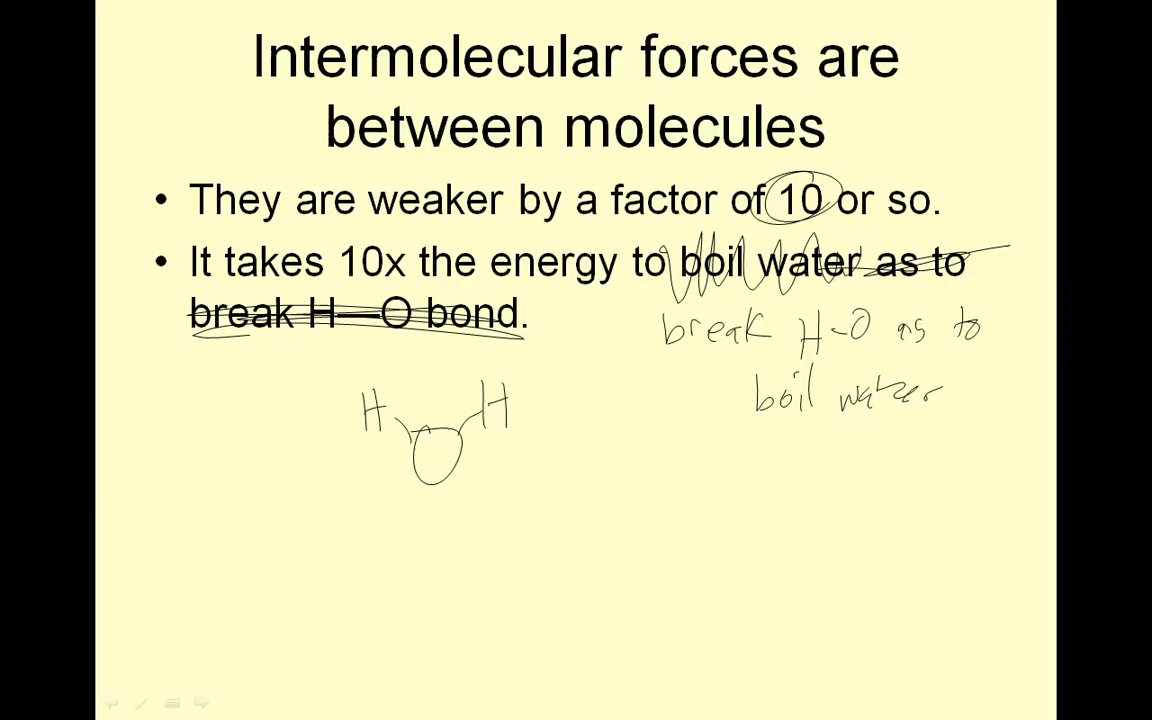 Intermolecular forces are
between molecules
• They are weaker by a factor of 10 or so.
• It takes 10x the energy to boil water as to
break H—O bond.
break H-O as to
boil water
H H
O